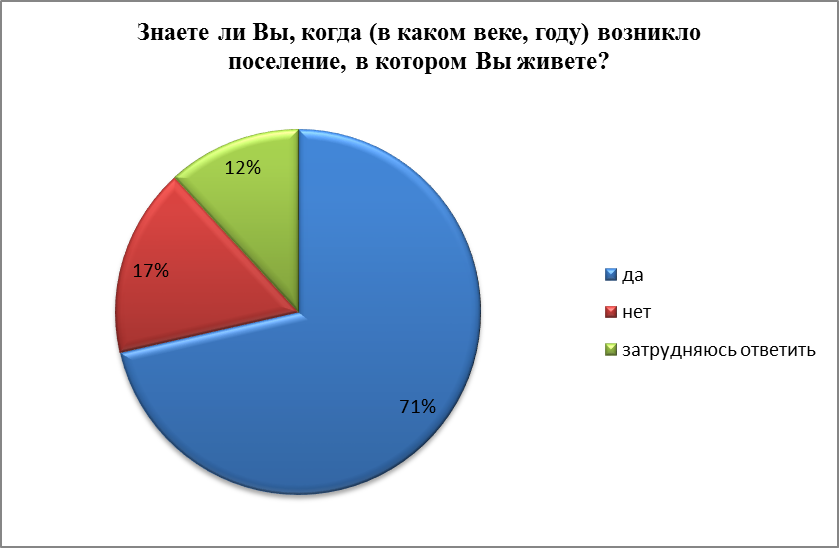 Знаете ли Вы, когда (в каком веке, году) возникло
поселение, в котором Вы живете?
12%
17%
71%
да
нет
затрудняюсь ответить